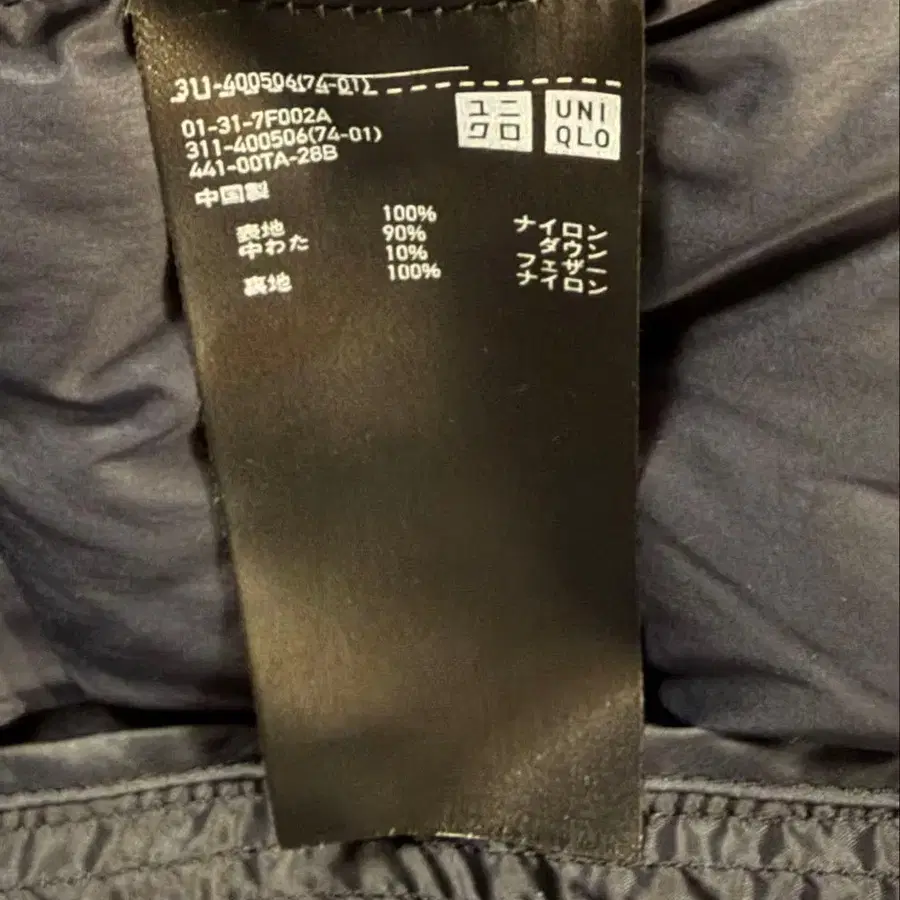 311-400506(74-01)
ユニクロ
UNIQLO
01-31-7F002A
311-400506(74-01)
441-00TA-28B
中国製
表地 100% ナイロン
中わた 90% ダウン
10% フェザー
裏地 100% ナイロン